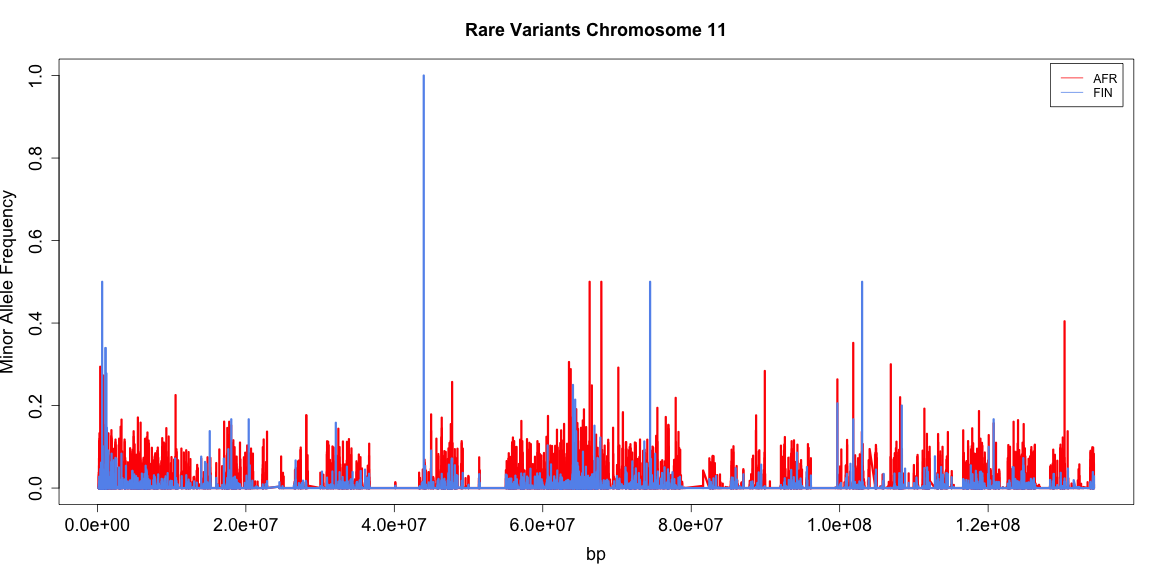 Rare Variants Chromosome 11
AFR
FIN
Minor Allele Frequency
1.0
0.8
0.6
0.4
0.2
0.0
0.0e+00 2.0e+07 4.0e+07 6.0e+07 8.0e+07 1.0e+08 1.2e+08
bp